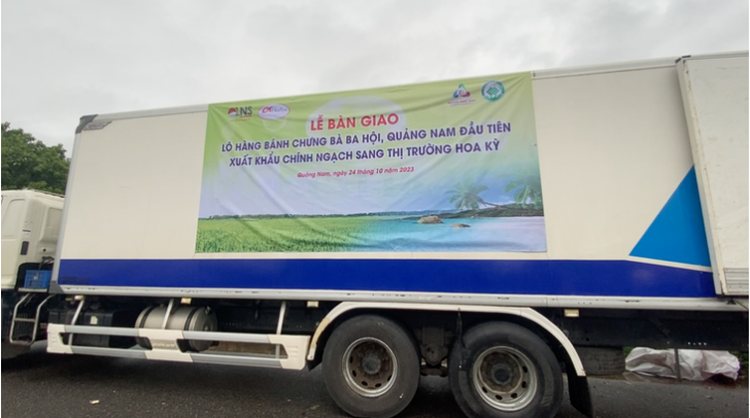 LNS
LỄ BÀN GIAO
LÔ HÀNG BÁNH CHƯNG BÀ BA HỘI, QUẢNG NAM ĐẦU TIÊN
XUẤT KHẨU CHÍNH NGẠCH SANG THỊ TRƯỜNG HOA KỲ
Quảng Nam, ngày 24 tháng 10 năm 2023